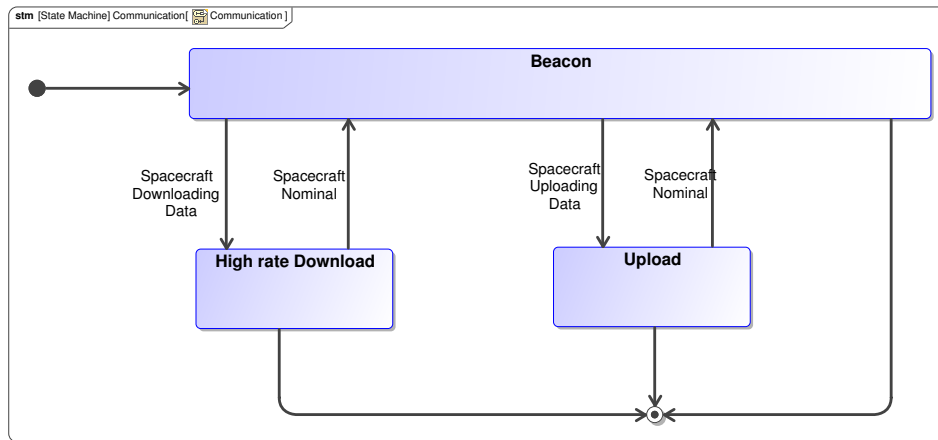 stm [State Machine] Communication[ Communication ]
Beacon
Spacecraft
Downloading
Data
Spacecraft
Nominal
Spacecraft
Uploading
Data
Spacecraft
Nominal
High rate Download
Upload